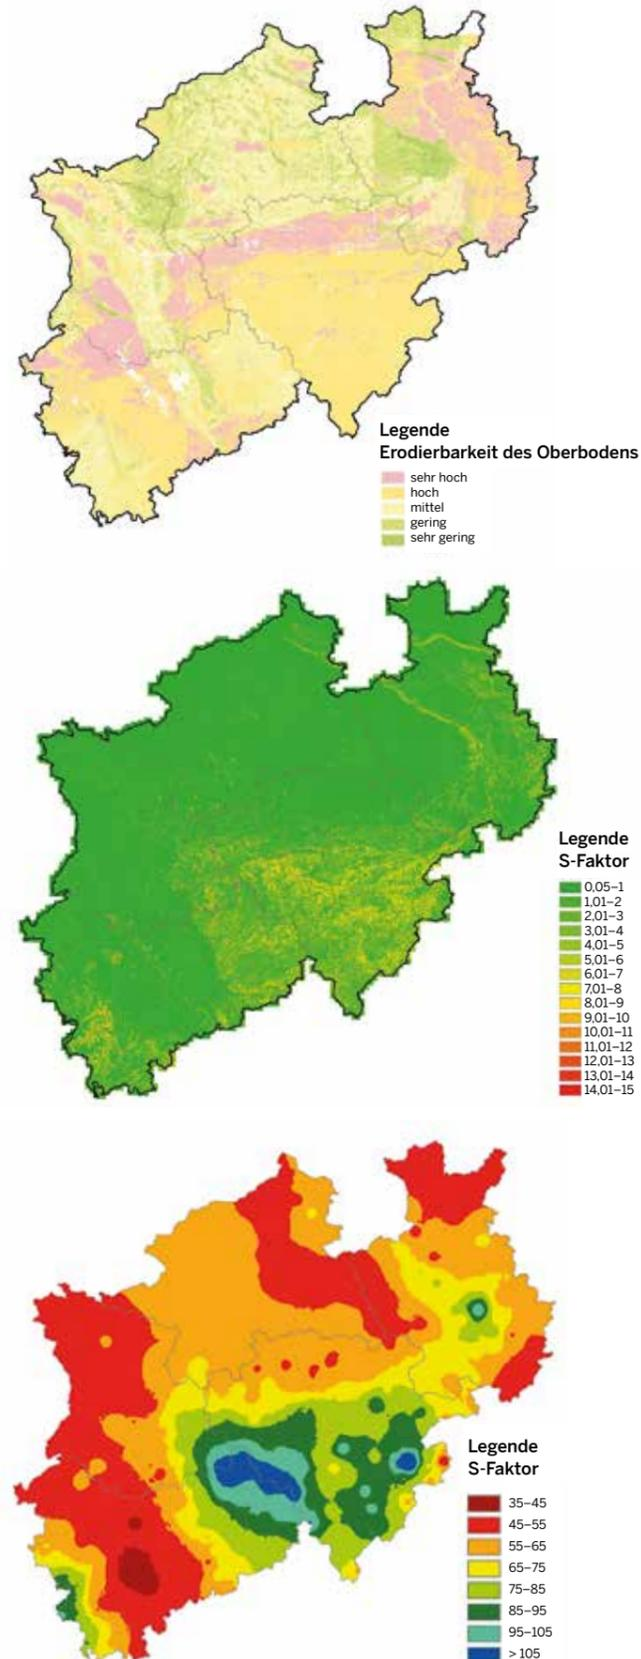 Legende
Erodierbarkeit des Oberbodens
sehr hoch
hoch
mittel
gering
sehr gering
Legende
S-Faktor
0,05–1
1,01–2
2,01–3
3,01–4
4,01–5
5,01–6
6,01–7
7,01–8
8,01–9
9,01–10
10,01–11
11,01–12
12,01–13
13,01–14
14,01–15
Legende
S-Faktor
35–45
45–55
55–65
65–75
75–85
85–95
95–105
> 105